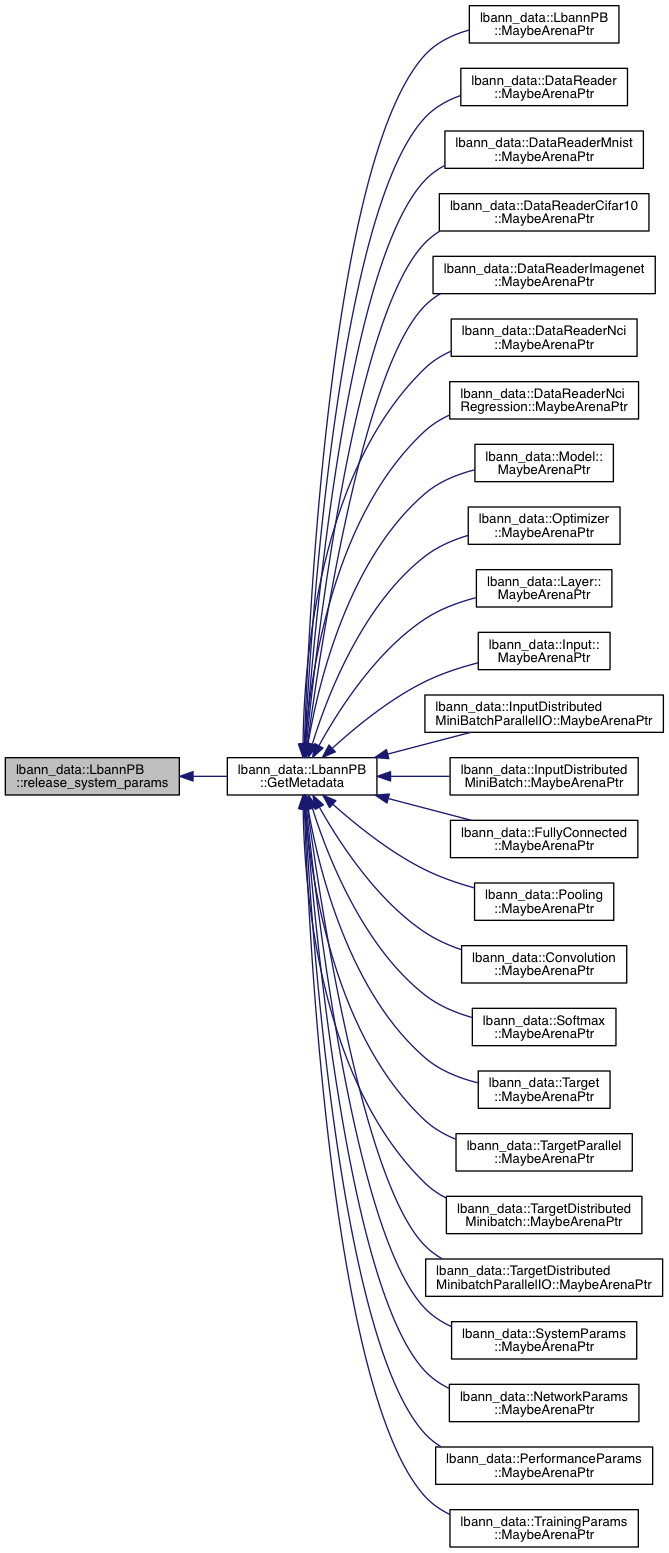 lbann_data::LbannPB
::MaybeArenaPtr
lbann_data::DataReader
::MaybeArenaPtr
lbann_data::DataReaderMnist
::MaybeArenaPtr
lbann_data::DataReaderCifar10
::MaybeArenaPtr
lbann_data::DataReaderImagenet
::MaybeArenaPtr
lbann_data::DataReaderNci
::MaybeArenaPtr
lbann_data::DataReaderNci
Regression::MaybeArenaPtr
lbann_data::Model::
MaybeArenaPtr
lbann_data::Optimizer
::MaybeArenaPtr
lbann_data::Layer::
MaybeArenaPtr
lbann_data::Input::
MaybeArenaPtr
lbann_data::InputDistributed
MiniBatchParallelIO::MaybeArenaPtr
lbann_data::LbannPB
::release_system_params
lbann_data::LbannPB
::GetMetadata
lbann_data::InputDistributed
MiniBatch::MaybeArenaPtr
lbann_data::FullyConnected
::MaybeArenaPtr
lbann_data::Pooling
::MaybeArenaPtr
lbann_data::Convolution
::MaybeArenaPtr
lbann_data::Softmax
::MaybeArenaPtr
lbann_data::Target
::MaybeArenaPtr
lbann_data::TargetParallel
::MaybeArenaPtr
lbann_data::TargetDistributed
Minibatch::MaybeArenaPtr
lbann_data::TargetDistributed
MinibatchParallelIO::MaybeArenaPtr
lbann_data::SystemParams
::MaybeArenaPtr
lbann_data::NetworkParams
::MaybeArenaPtr
lbann_data::PerformanceParams
::MaybeArenaPtr
lbann_data::TrainingParams
::MaybeArenaPtr